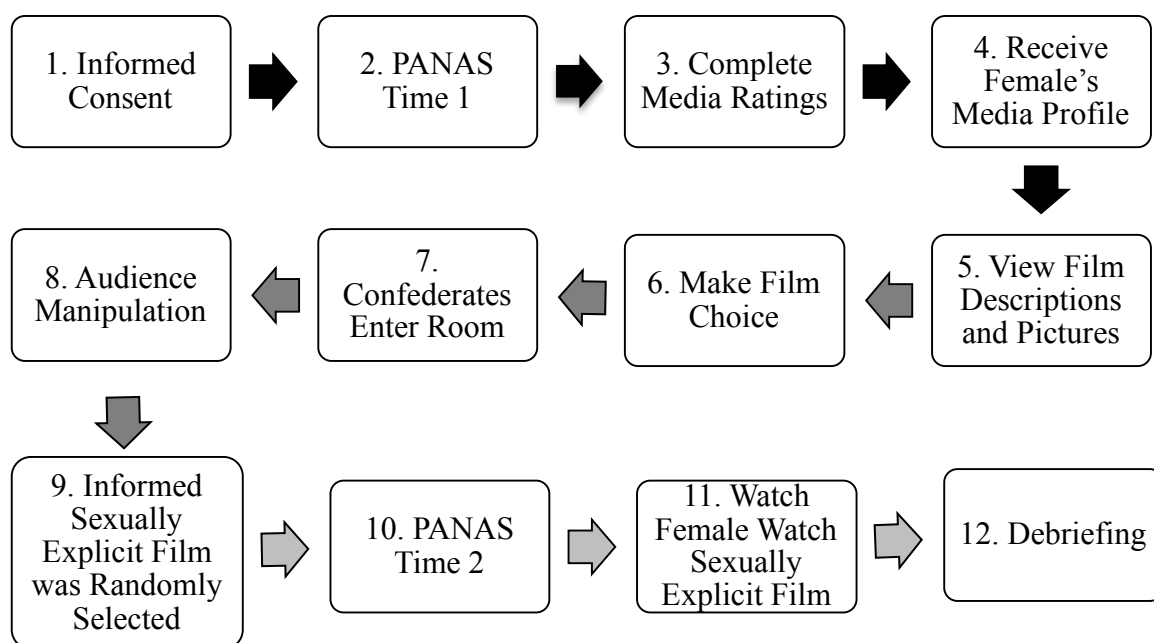 1. Informed
Consent
2. PANAS
Time 1
3. Complete
Media Ratings
4. Receive
Female’s
Media Profile
5. View Film
Descriptions
and Pictures
6. Make Film
Choice
7.
Confederates
Enter Room
8. Audience
Manipulation
9. Informed
Sexually
Explicit Film
was Randomly
Selected
10. PANAS
Time 2
11. Watch
Female Watch
Sexually
Explicit Film
12. Debriefing